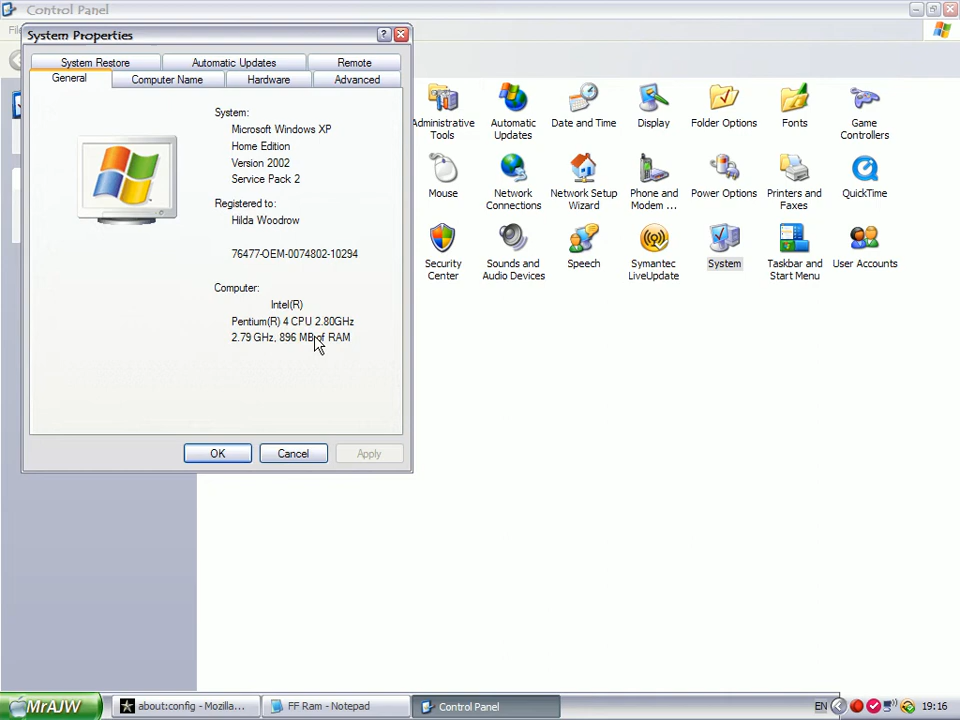 Control Panel
System Properties
System Restore
Automatic Updates
Remote
General
Computer Name
Hardware
Advanced
System:
Microsoft Windows XP
Home Edition
Version 2002
Service Pack 2
Registered to:
Hilda Woodrow
76477-OEM-0074802-10294
Computer:
Intel(R)
Pentium(R) 4 CPU 2.80GHz
2.79 GHz, 896 MB of RAM
OK
Cancel
Apply
Administrative Tools
Automatic Updates
Date and Time
Display
Folder Options
Fonts
Game Controllers
Mouse
Network Connections
Network Setup Wizard
Phone and Modem ...
Power Options
Printers and Faxes
QuickTime
Security Center
Sounds and Audio Devices
Speech
Symantec LiveUpdate
System
Taskbar and Start Menu
User Accounts
MrAJW
about:config - Mozilla...
FF Ram - Notepad
Control Panel
EN
19:16